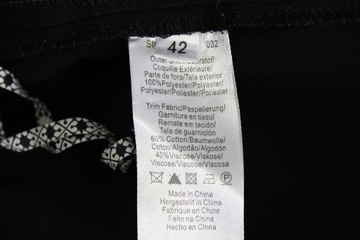 42 032
Outer Shell/Oberstoff/
Coquille Extérieure/
Parte de fora/Tela exterior
100%Polyester/Polyester/
Polyester/Poliéster/Poliéster
Trim Fabric/Paspelierung/
Garniture en tissu/
Remate em tecido/
Tela de guarnición
60% Cotton/Baumwolle/
Coton/Algodão/Algodón
40%Viscose/Viskose/
Viscose/Viscose/Viscosa
Made in China
Hergestellt in China
Fabriqué en Chine
Feito na China
Hecho en China